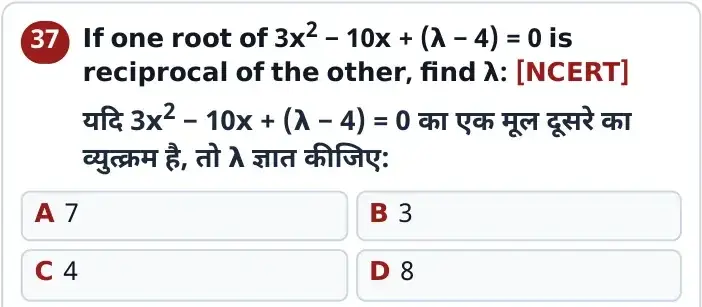 37 If one root of 3x² – 10x + (λ – 4) = 0 is
reciprocal of the other, find λ: [NCERT]
यदि 3x² – 10x + (λ – 4) = 0 का एक मूल दूसरे का
व्युत्क्रम है, तो λ ज्ञात कीजिए:
A 7
B 3
C 4
D 8